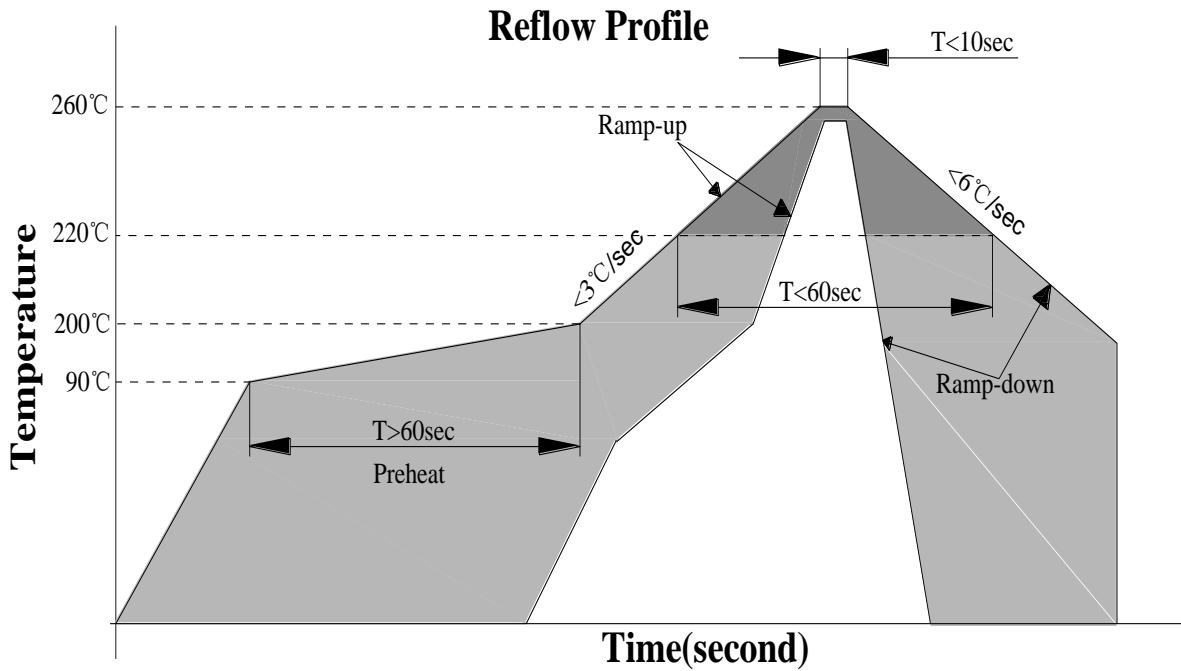 Reflow Profile
T<10sec
260℃
Ramp-up
<6℃/sec
220℃
<3℃/sec
T<60sec
200℃
90℃
Ramp-down
T>60sec
Preheat
Temperature
Time(second)